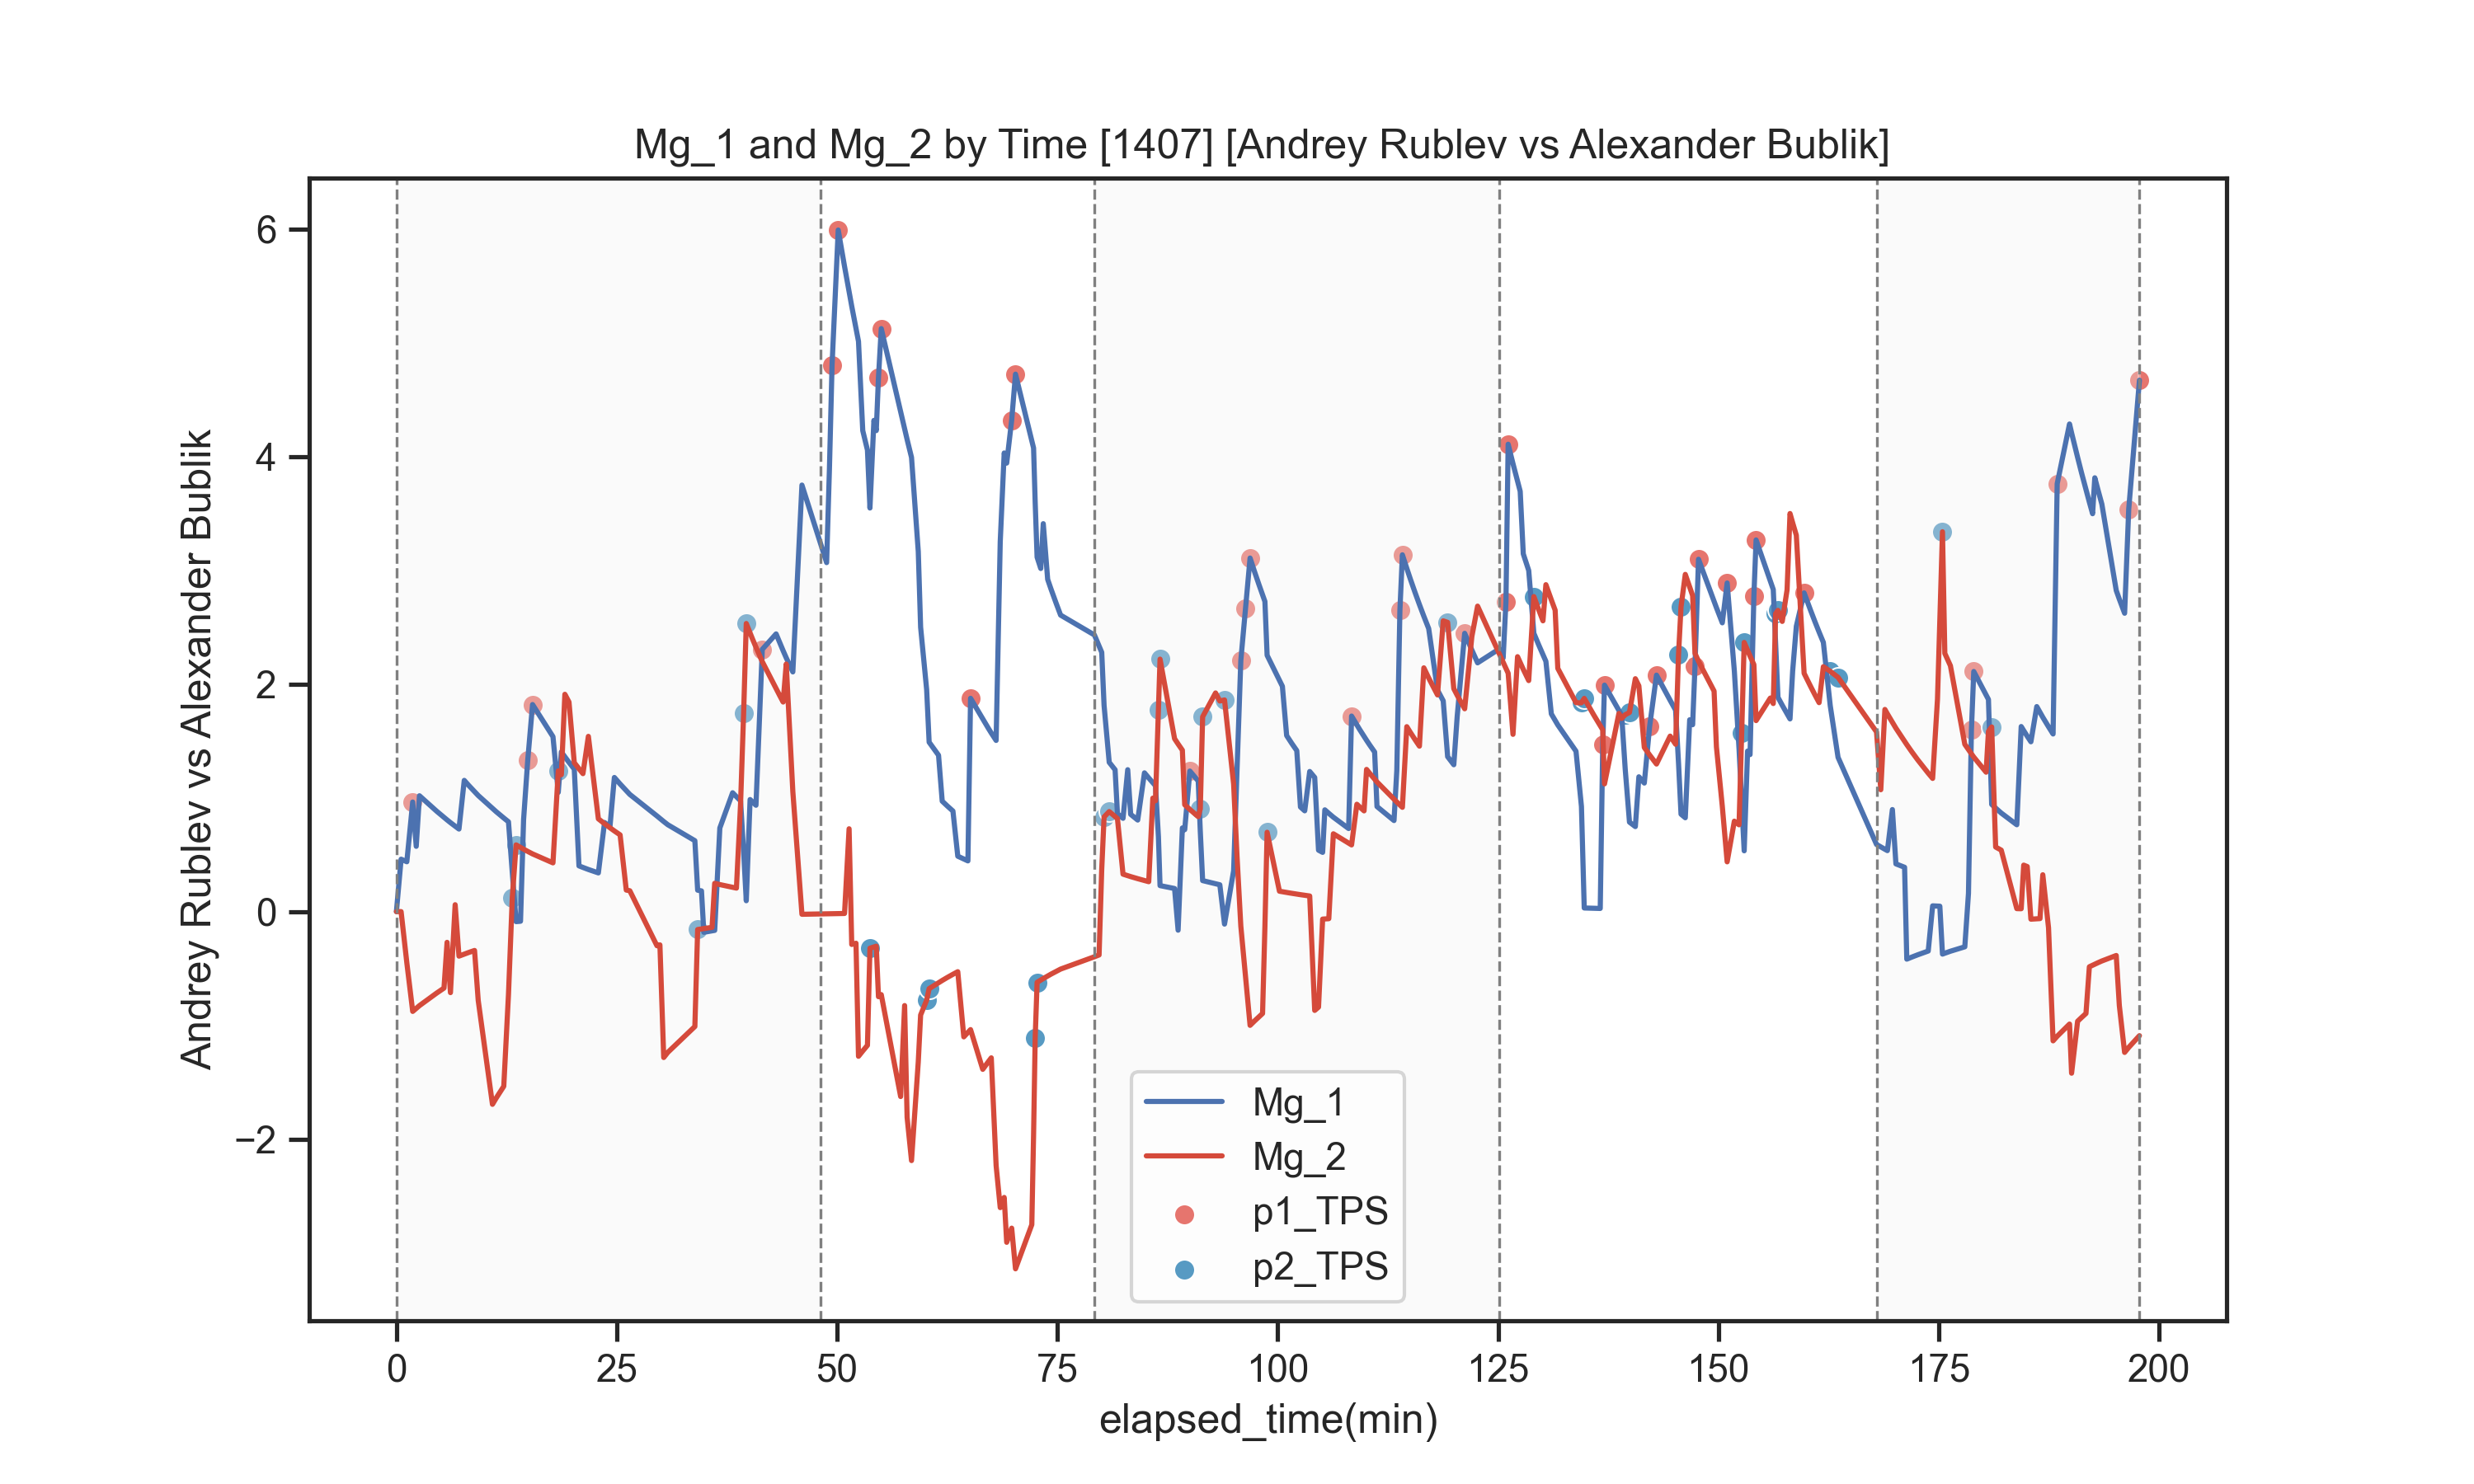 Mg_1 and Mg_2 by Time [1407] [Andrey Rublev vs Alexander Bublik]
Andrey Rublev vs Alexander Bublik
6
4
2
0
−2
Mg_1
Mg_2
p1_TPS
p2_TPS
0 25 50 75 100 125 150 175 200
elapsed_time(min)